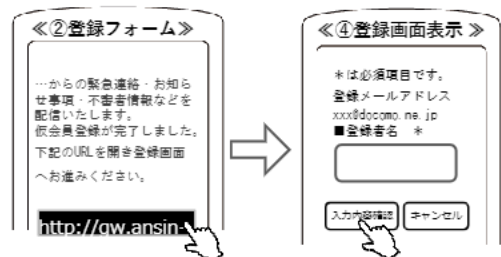 ≪②登録フォーム≫
…からの緊急連絡・お知ら
せ事項・不審者情報などを
配信いたします。
仮会員登録が完了しました。
下記のURLを開き登録画面
へお進みください。
http://gw.ansin-
≪④登録画面表示 ≫
＊は必須項目です。
登録メールアドレス
xxx@docomo.ne.jp
■登録者名　＊
入力内容確認
キャンセル